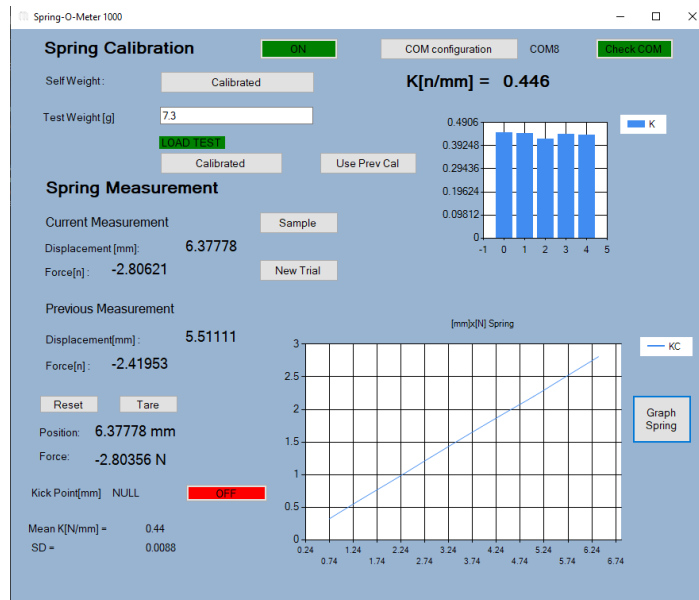 Spring-O-Meter 1000
Spring Calibration
ON
COM configuration
COM8
Check COM
Self Weight :
Calibrated
K[n/mm] = 0.446
Test Weight [g]
7.3
LOAD TEST
Calibrated
Use Prev Cal
0.4906
0.39248
0.29436
0.19624
0.09812
0
-1 0 1 2 3 4 5
K
Spring Measurement
Current Measurement
Sample
Displacement [mm]: 6.37778
Force[n] : -2.80621
New Trial
Previous Measurement
Displacement[mm] : 5.51111
Force[n] : -2.41953
Reset
Tare
Position: 6.37778 mm
Force: -2.80356 N
Kick Point[mm] NULL
OFF
Mean K[N/mm] = 0.44
SD = 0.0088
[mm]x[N] Spring
3
2.5
2
1.5
1
0.5
0
0.24 1.24 2.24 3.24 4.24 5.24 6.24
0.74 1.74 2.74 3.74 4.74 5.74 6.74
KC
Graph
Spring